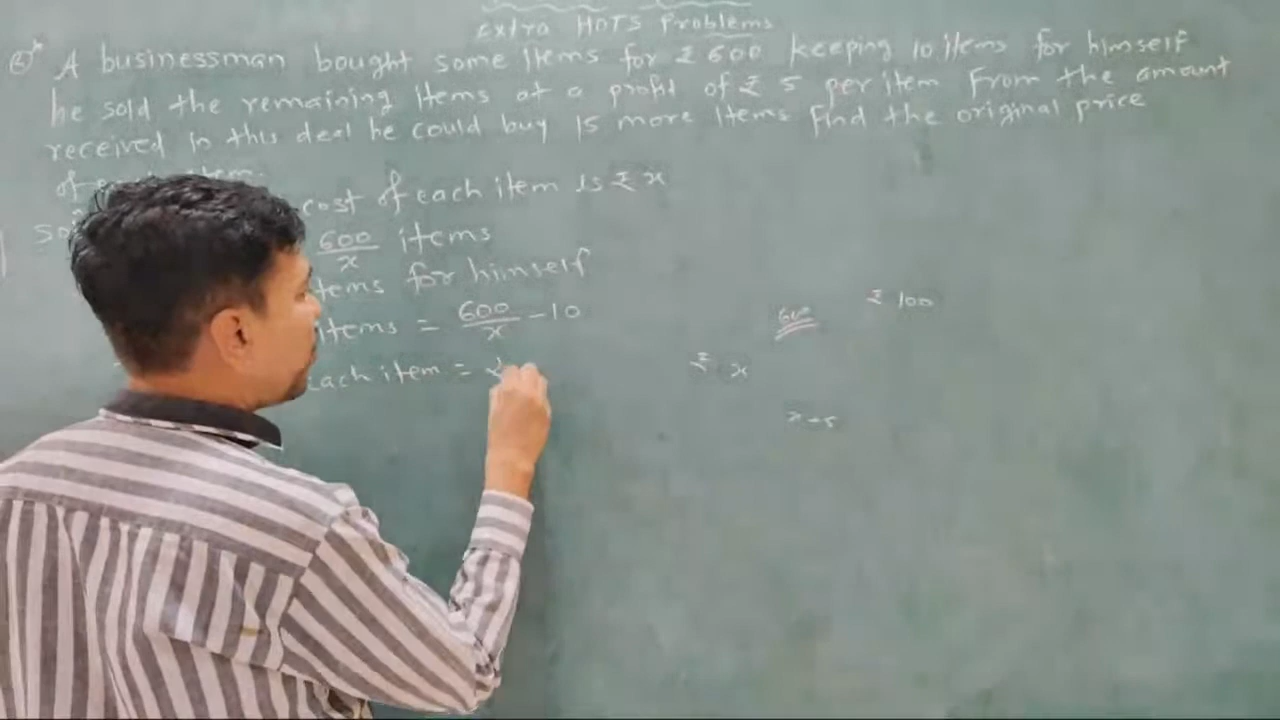 Extra HOTS Problems
A businessman bought some items for ₹ 600 keeping 10 items for himself
he sold the remaining items at a profit of ₹ 5 per item From the amount
received in this deal he could buy 15 more items Find the original price
of
cost of each item is ₹ x
600/x items
items for himself
items = 600/x - 10
each item = ₹
₹ 100
600
₹ x